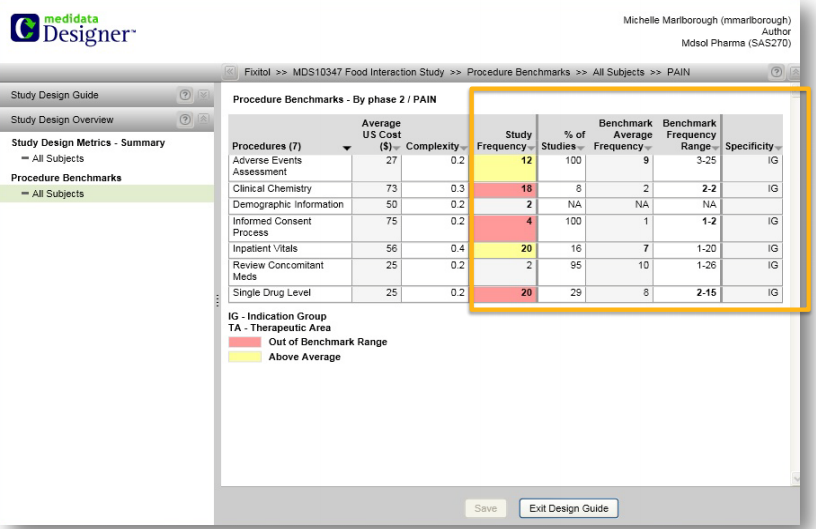 medidata
Designer™
Michelle Marlborough (mmarlborough)
Author
Mdsol Pharma (SAS270)
Fixitol >> MDS10347 Food Interaction Study >> Procedure Benchmarks >> All Subjects >> PAIN
Study Design Guide
Study Design Overview
Study Design Metrics - Summary
All Subjects
Procedure Benchmarks
All Subjects
Procedure Benchmarks - By phase 2 / PAIN
Procedures (7) Average US Cost ($) Complexity Study Frequency % of Studies Benchmark Average Frequency Benchmark Frequency Range Specificity
Adverse Events Assessment 27 0.2 12 100 9 3-25 IG
Clinical Chemistry 73 0.3 18 8 2 2-2 IG
Demographic Information 50 0.2 2 NA NA NA
Informed Consent Process 75 0.2 4 100 1 1-2 IG
Inpatient Vitals 56 0.4 20 16 7 1-20 IG
Review Concomitant Meds 25 0.2 2 95 10 1-26 IG
Single Drug Level 25 0.2 20 29 8 2-15 IG
IG - Indication Group
TA - Therapeutic Area
Out of Benchmark Range
Above Average
Save
Exit Design Guide